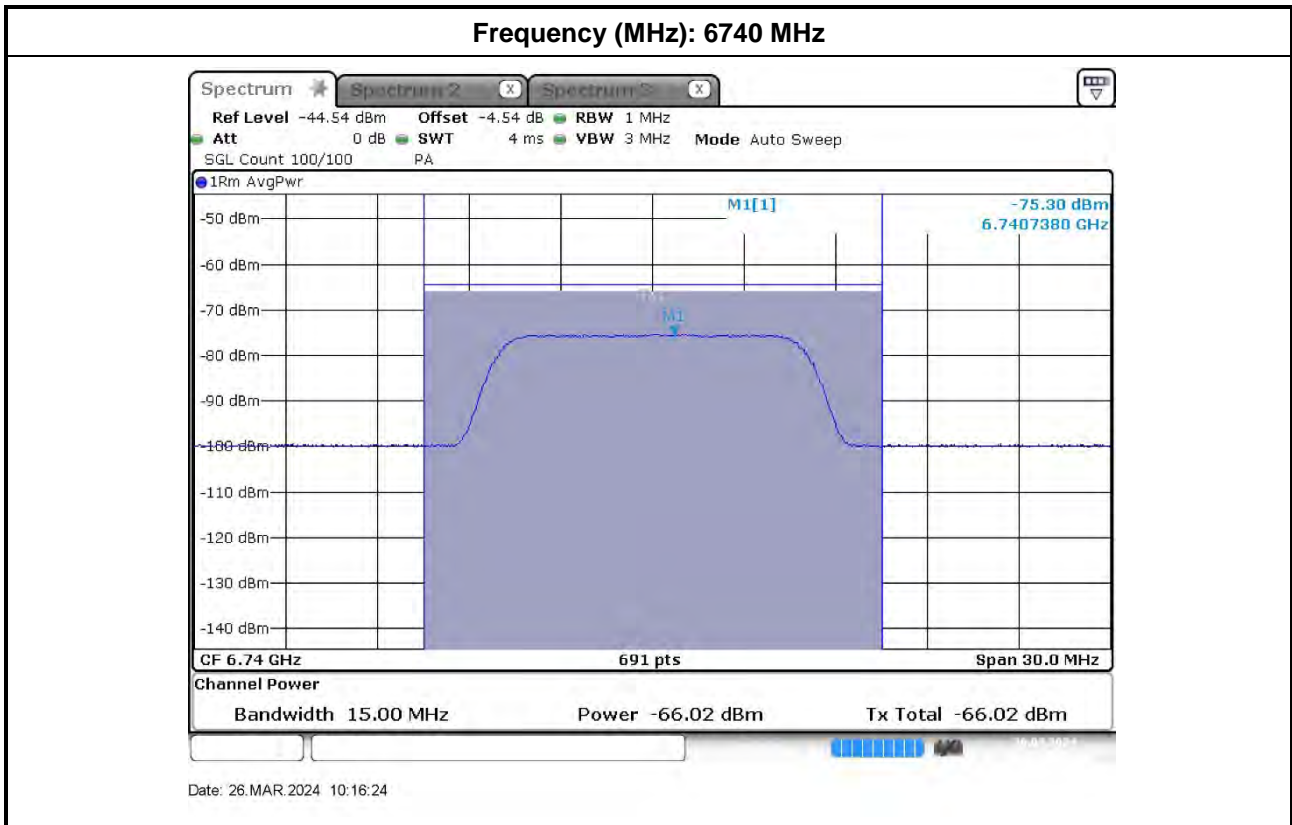 Frequency (MHz): 6740 MHz
Spectrum Spectrum 2 X Spectrum 3 X
Ref Level -44.54 dBm Offset -4.54 dB RBW 1 MHz
Att 0 dB SWT 4 ms VBW 3 MHz Mode Auto Sweep
SGL Count 100/100 PA
1Rm AvgPwr
M1[1] -75.30 dBm
6.7407380 GHz
-50 dBm
-60 dBm
-70 dBm
M1
-80 dBm
-90 dBm
-100 dBm
-110 dBm
-120 dBm
-130 dBm
-140 dBm
CF 6.74 GHz 691 pts Span 30.0 MHz
Channel Power
Bandwidth 15.00 MHz Power -66.02 dBm Tx Total -66.02 dBm
Date: 26.MAR.2024 10:16:24